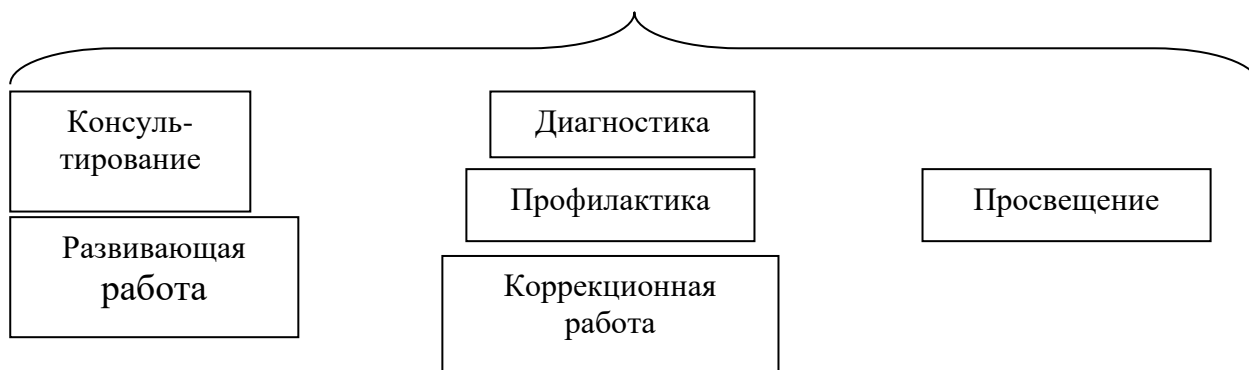 Консуль-
тирование
Развивающая
работа
Диагностика
Профилактика
Коррекционная
работа
Просвещение